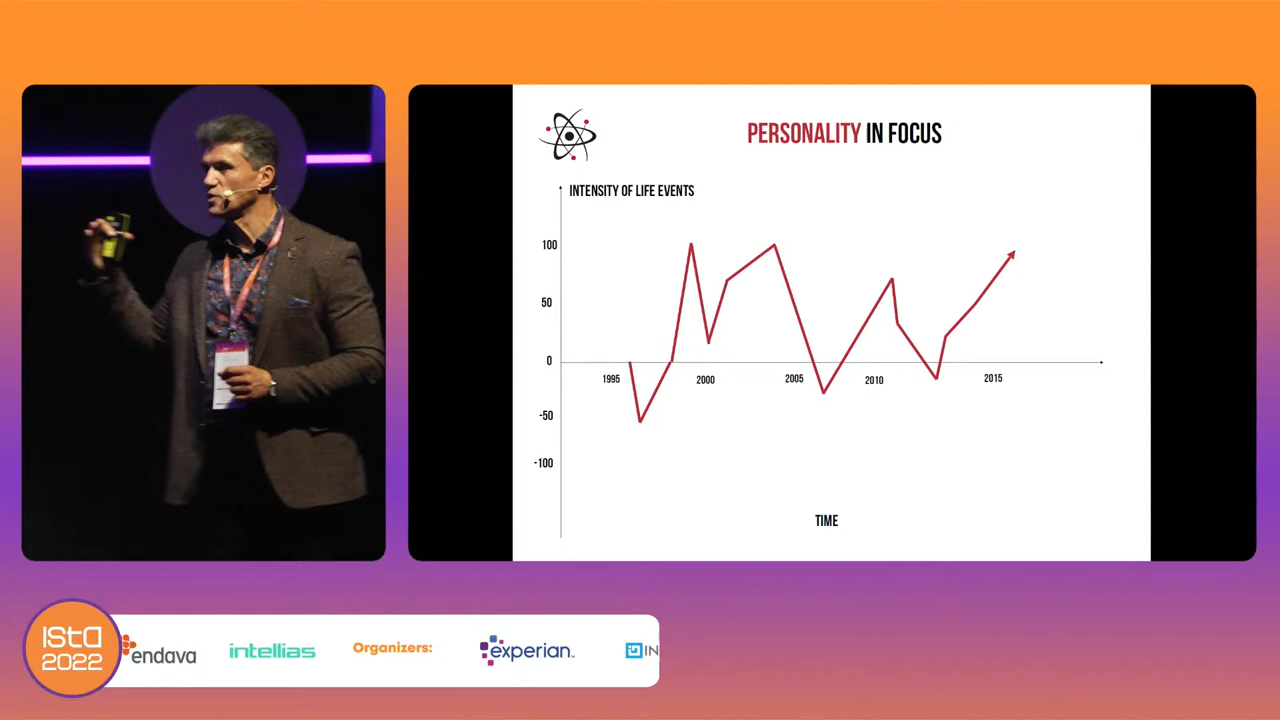 PERSONALITY IN FOCUS
INTENSITY OF LIFE EVENTS
100
50
0
-50
-100
1995
2000
2005
2010
2015
TIME
ISTA
2022
endava
intellias
Organizers:
experian
IN